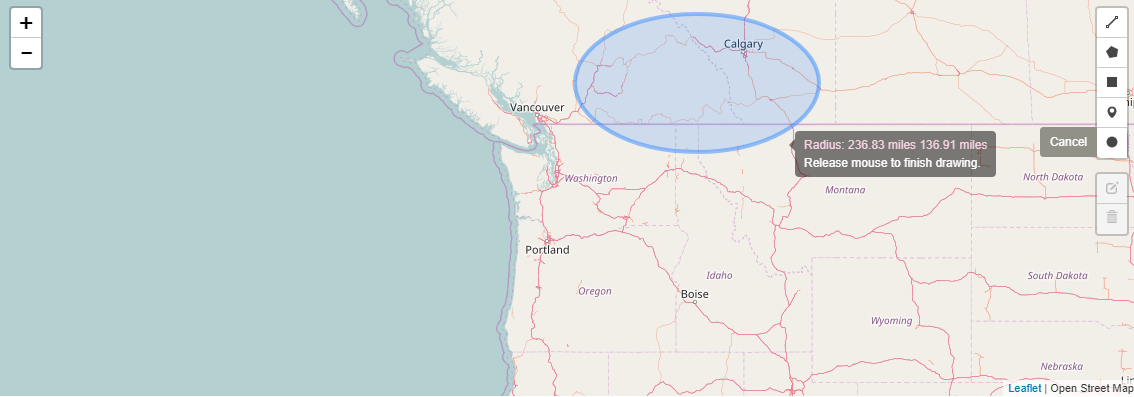 +
−
Calgary
Vancouver
Cancel
Radius: 236.83 miles 136.91 miles
Release mouse to finish drawing.
Washington
North Dakota
Montana
Portland
Idaho
South Dakota
Oregon
Boise
Wyoming
Nebraska
Leaflet | Open Street Map